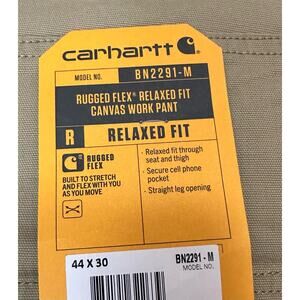 carhartt
MODEL NO. BN2291-M
RUGGED FLEX® RELAXED FIT
CANVAS WORK PANT
R RELAXED FIT
RUGGED
FLEX
BUILT TO STRETCH
AND FLEX WITH YOU
AS YOU MOVE
· Relaxed fit through
seat and thigh
· Secure cell phone
pocket
· Straight leg opening
44 X 30
BN2291 - M
MODEL NO.